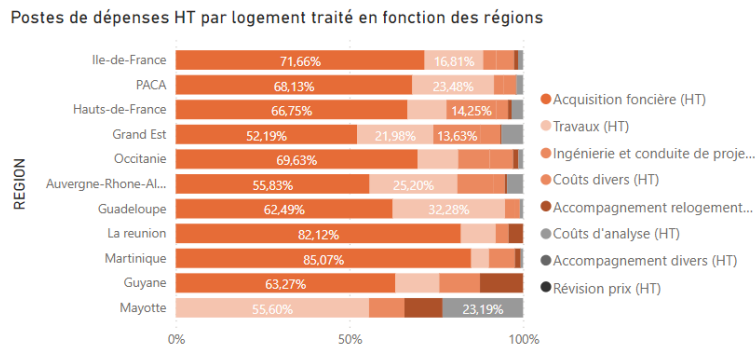 Postes de dépenses HT par logement traité en fonction des régions
REGION
Ile-de-France 71,66% 16,81%
PACA 68,13% 23,48%
Hauts-de-France 66,75% 14,25%
Grand Est 52,19% 21,98% 13,63%
Occitanie 69,63%
Auvergne-Rhone-Al... 55,83% 25,20%
Guadeloupe 62,49% 32,28%
La reunion 82,12%
Martinique 85,07%
Guyane 63,27%
Mayotte 55,60% 23,19%
0% 50% 100%
Acquisition foncière (HT)
Travaux (HT)
Ingénierie et conduite de proje...
Coûts divers (HT)
Accompagnement relogement...
Coûts d'analyse (HT)
Accompagnement divers (HT)
Révision prix (HT)